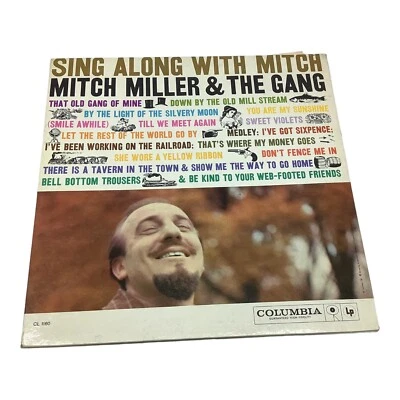 SING ALONG WITH MITCH
MITCH MILLER & THE GANG
THAT OLD GANG OF MINE DOWN BY THE OLD MILL STREAM
BY THE LIGHT OF THE SILVERY MOON YOU ARE MY SUNSHINE
(SMILE AWHILE) TILL WE MEET AGAIN SWEET VIOLETS
LET THE REST OF THE WORLD GO BY MEDLEY: I'VE GOT SIXPENCE;
I'VE BEEN WORKING ON THE RAILROAD; THAT'S WHERE MY MONEY GOES
SHE WORE A YELLOW RIBBON DON'T FENCE ME IN
THERE IS A TAVERN IN THE TOWN & SHOW ME THE WAY TO GO HOME
BELL BOTTOM TROUSERS & BE KIND TO YOUR WEB-FOOTED FRIENDS
CL 1160
COLUMBIA LP